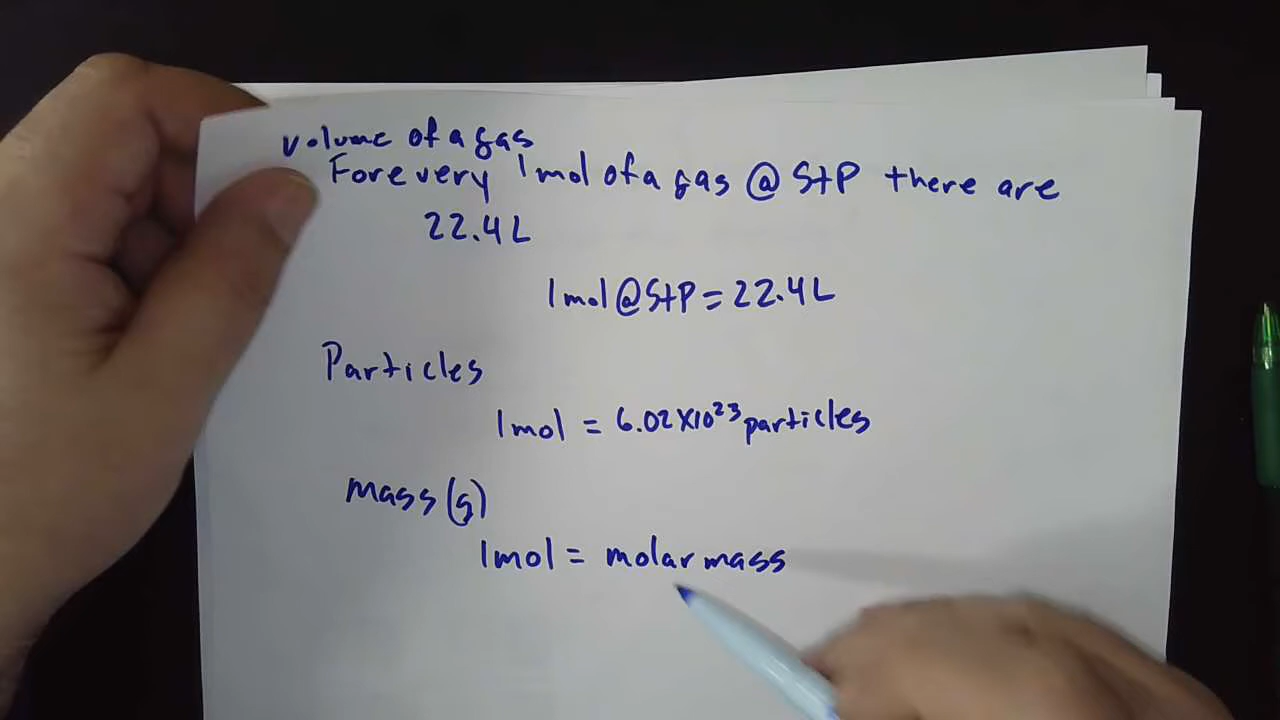 volume of a gas
For every 1mol of a gas @ StP there are
22.4L
1mol@StP = 22.4L
Particles
1mol = 6.02X10²³ particles
mass (g)
1mol = molar mass